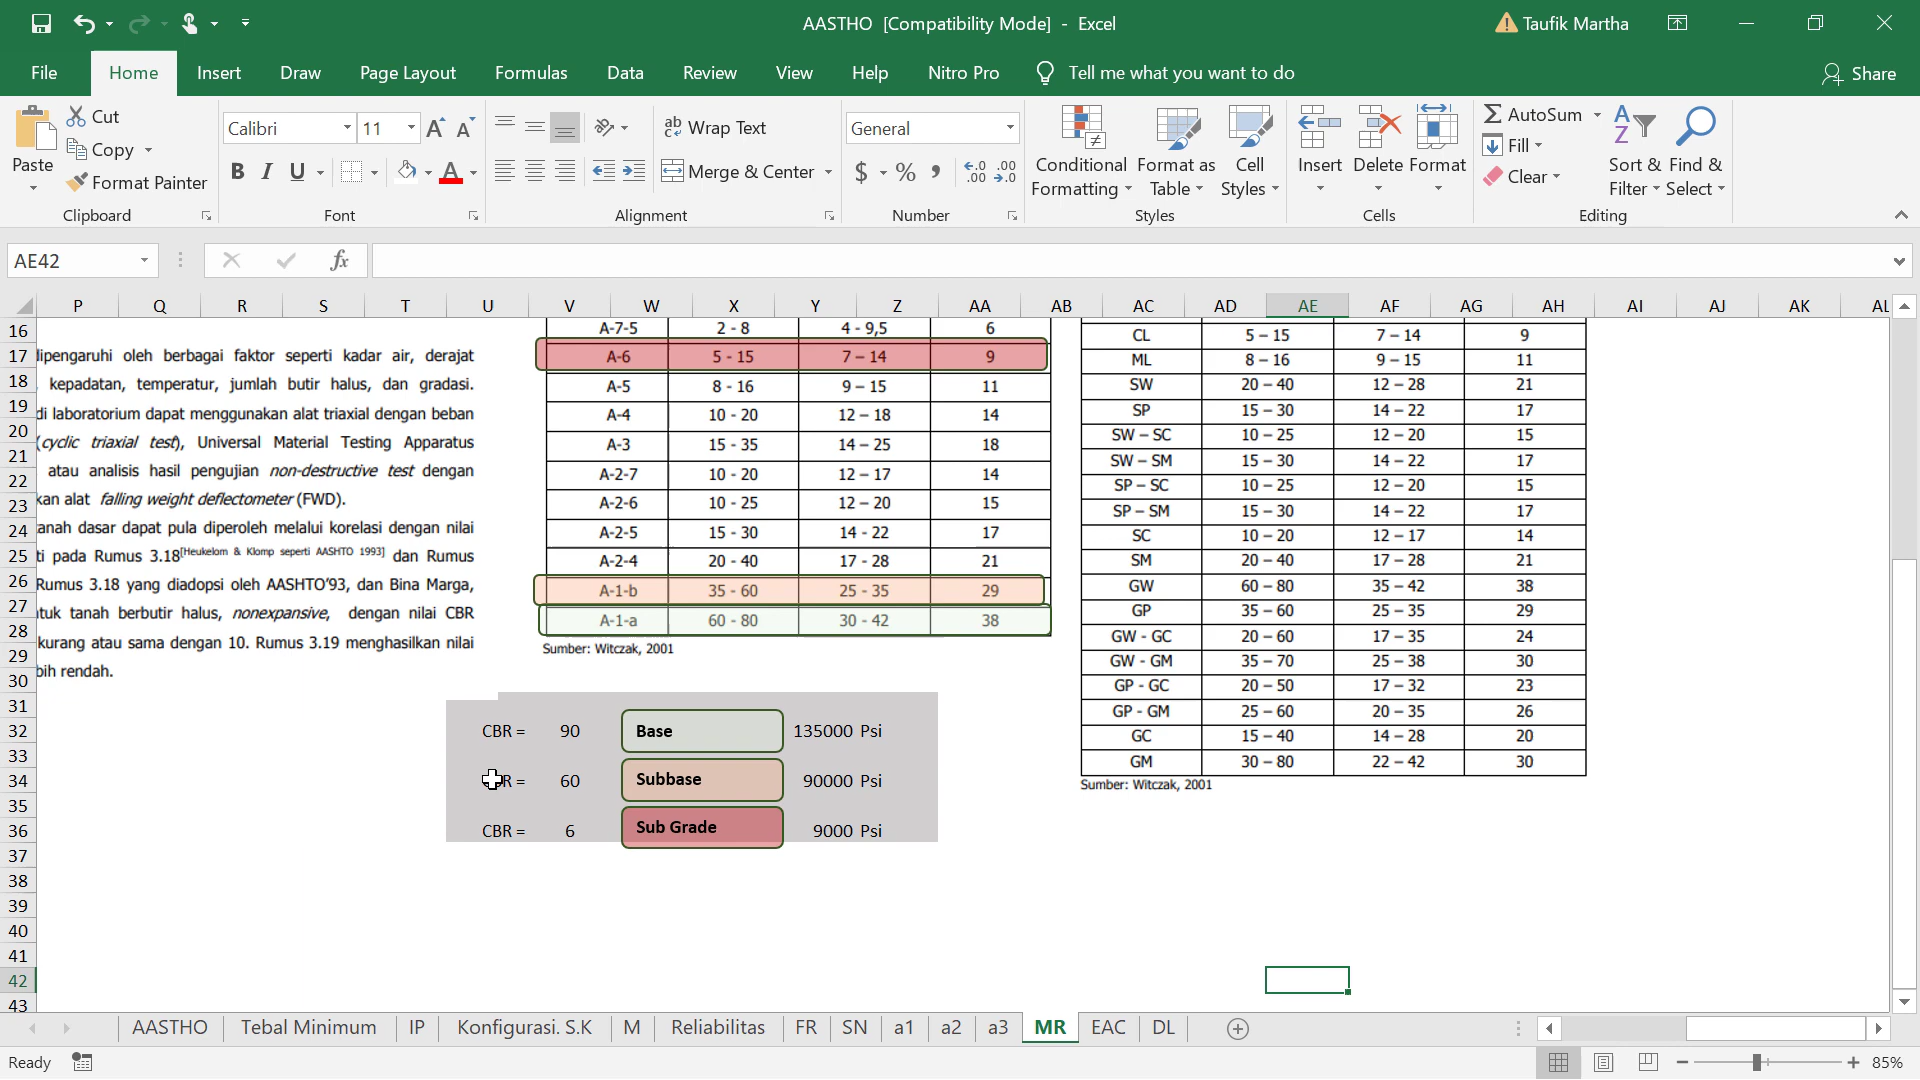 AASTHO [Compatibility Mode] - Excel
Taufik Martha
File Home Insert Draw Page Layout Formulas Data Review View Help Nitro Pro Tell me what you want to do Share
Paste
Cut
Copy
Format Painter
Clipboard
Calibri 11
B I U
Font
Wrap Text
Merge & Center
Alignment
General
$ % ,
Number
Conditional Formatting
Format as Table
Cell Styles
Styles
Insert
Delete
Format
Cells
AutoSum
Fill
Clear
Sort & Filter
Find & Select
Editing
AE42
fx
P Q R S T U V W X Y Z AA AB AC AD AE AF AG AH AI AJ AK AL
16
17
18
19
20
21
22
23
24
25
26
27
28
29
30
31
32
33
34
35
36
37
38
39
40
41
42
43
dipengaruhi oleh berbagai faktor seperti kadar air, derajat
, kepadatan, temperatur, jumlah butir halus, dan gradasi.
di laboratorium dapat menggunakan alat triaxial dengan beban
(cyclic triaxial test), Universal Material Testing Apparatus
atau analisis hasil pengujian non-destructive test dengan
kan alat falling weight deflectometer (FWD).
tanah dasar dapat pula diperoleh melalui korelasi dengan nilai
ti pada Rumus 3.18[Heukelom & Klomp seperti AASHTO 1993] dan Rumus
Rumus 3.18 yang diadopsi oleh AASHTO'93, dan Bina Marga,
tuk tanah berbutir halus, nonexpansive, dengan nilai CBR
kurang atau sama dengan 10. Rumus 3.19 menghasilkan nilai
bih rendah.
A-7-5 2 - 8 4 - 9,5 6
A-6 5 - 15 7 – 14 9
A-5 8 - 16 9 – 15 11
A-4 10 - 20 12 – 18 14
A-3 15 - 35 14 – 25 18
A-2-7 10 - 20 12 – 17 14
A-2-6 10 - 25 12 – 20 15
A-2-5 15 - 30 14 - 22 17
A-2-4 20 - 40 17 - 28 21
A-1-b 35 - 60 25 - 35 29
A-1-a 60 - 80 30 - 42 38
Sumber: Witczak, 2001
CBR = 90 Base 135000 Psi
R = 60 Subbase 90000 Psi
CBR = 6 Sub Grade 9000 Psi
CL 5 – 15 7 – 14 9
ML 8 – 16 9 – 15 11
SW 20 – 40 12 – 28 21
SP 15 – 30 14 – 22 17
SW – SC 10 – 25 12 – 20 15
SW – SM 15 – 30 14 – 22 17
SP – SC 10 – 25 12 – 20 15
SP – SM 15 – 30 14 – 22 17
SC 10 – 20 12 – 17 14
SM 20 – 40 17 – 28 21
GW 60 – 80 35 – 42 38
GP 35 – 60 25 – 35 29
GW - GC 20 – 60 17 – 35 24
GW - GM 35 – 70 25 – 38 30
GP - GC 20 – 50 17 – 32 23
GP - GM 25 – 60 20 – 35 26
GC 15 – 40 14 – 28 20
GM 30 – 80 22 – 42 30
Sumber: Witczak, 2001
AASTHO Tebal Minimum IP Konfigurasi. S.K M Reliabilitas FR SN a1 a2 a3 MR EAC DL
Ready
85%